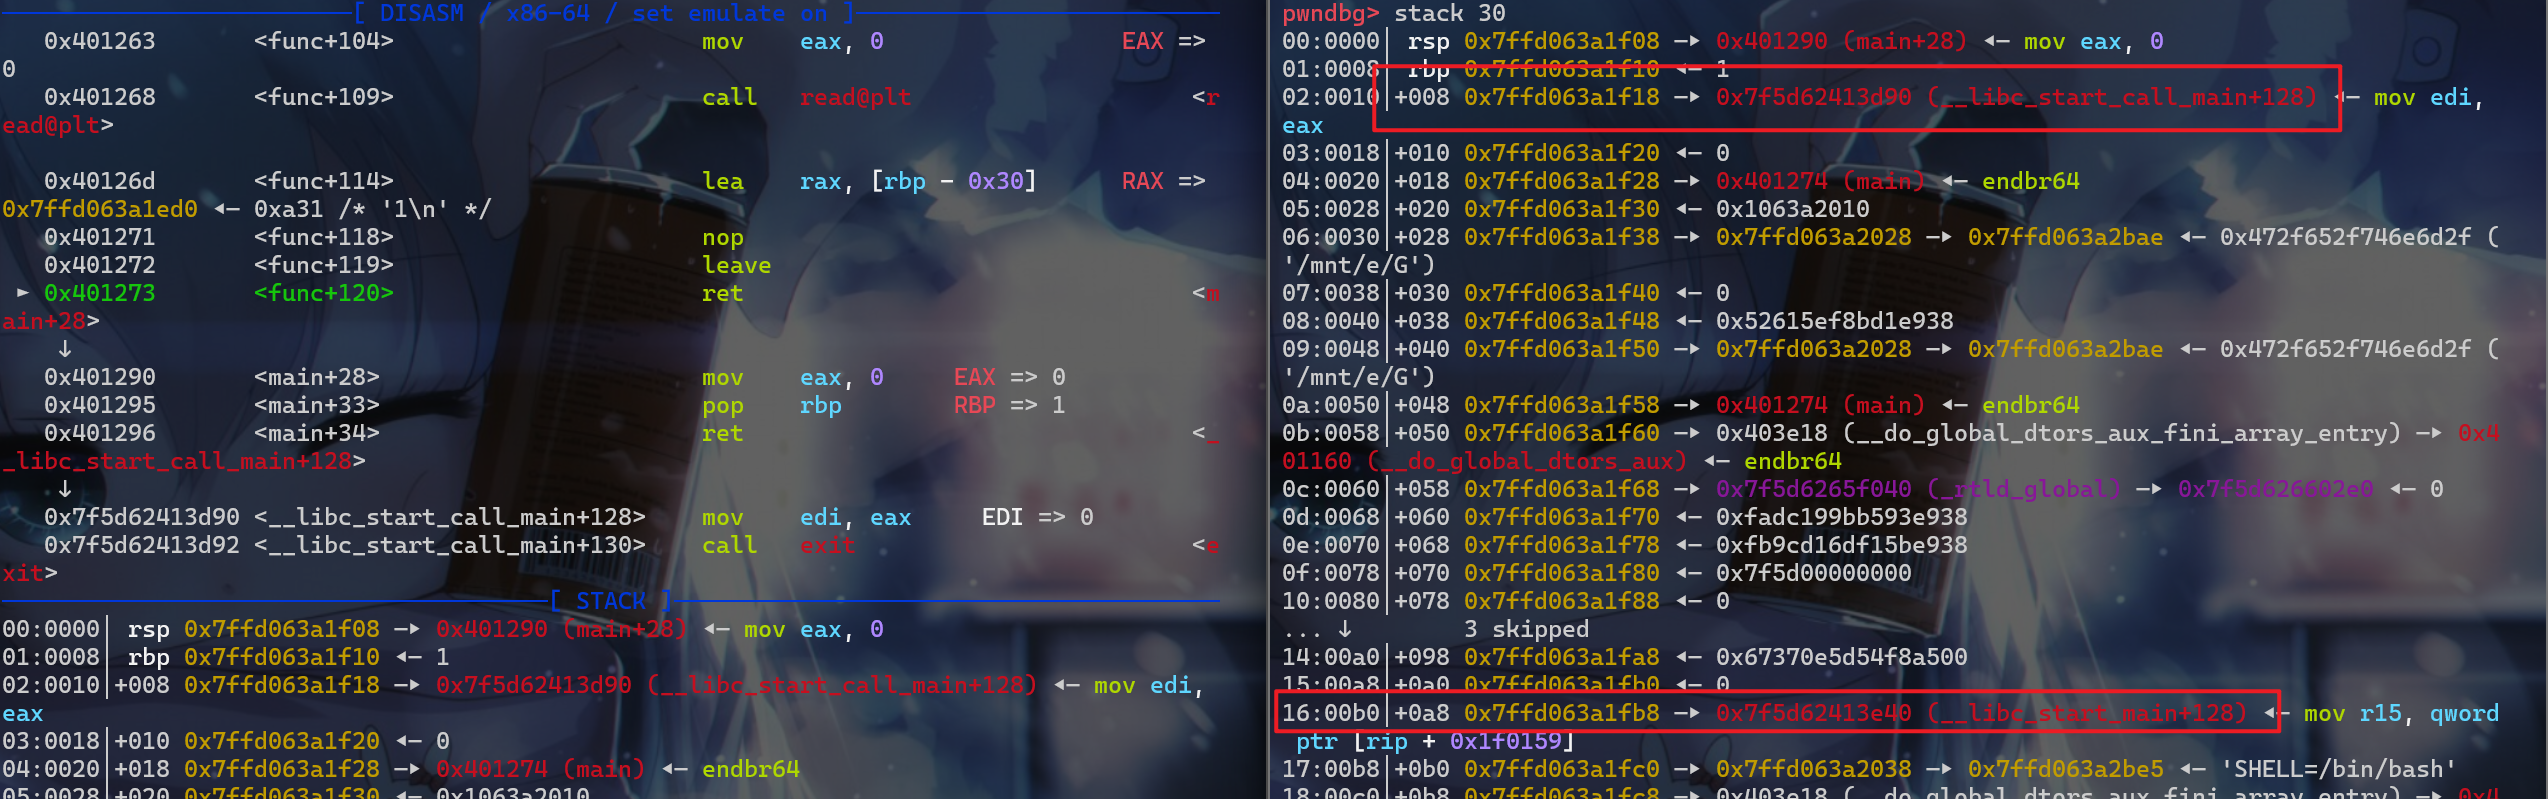 [ DISASM / x86-64 / set emulate on ]
0x401263 <func+104> mov eax, 0 EAX =>
0
0x401268 <func+109> call read@plt <r
ead@plt>
0x40126d <func+114> lea rax, [rbp - 0x30] RAX =>
0x7ffd063a1ed0 ◂— 0xa31 /* '1\n' */
0x401271 <func+118> nop
0x401272 <func+119> leave
► 0x401273 <func+120> ret <m
ain+28>
↓
0x401290 <main+28> mov eax, 0 EAX => 0
0x401295 <main+33> pop rbp RBP => 1
0x401296 <main+34> ret <_
_libc_start_call_main+128>
↓
0x7f5d62413d90 <__libc_start_call_main+128> mov edi, eax EDI => 0
0x7f5d62413d92 <__libc_start_call_main+130> call exit <e
xit>
[ STACK ]
00:0000│ rsp 0x7ffd063a1f08 —▸ 0x401290 (main+28) ◂— mov eax, 0
01:0008│ rbp 0x7ffd063a1f10 ◂— 1
02:0010│+008 0x7ffd063a1f18 —▸ 0x7f5d62413d90 (__libc_start_call_main+128) ◂— mov edi,
eax
03:0018│+010 0x7ffd063a1f20 ◂— 0
04:0020│+018 0x7ffd063a1f28 —▸ 0x401274 (main) ◂— endbr64
05:0028│+020 0x7ffd063a1f30 ◂— 0x1063a2010
pwndbg> stack 30
00:0000│ rsp 0x7ffd063a1f08 —▸ 0x401290 (main+28) ◂— mov eax, 0
01:0008│ rbp 0x7ffd063a1f10 ◂— 1
02:0010│+008 0x7ffd063a1f18 —▸ 0x7f5d62413d90 (__libc_start_call_main+128) ◂— mov edi,
eax
03:0018│+010 0x7ffd063a1f20 ◂— 0
04:0020│+018 0x7ffd063a1f28 —▸ 0x401274 (main) ◂— endbr64
05:0028│+020 0x7ffd063a1f30 ◂— 0x1063a2010
06:0030│+028 0x7ffd063a1f38 —▸ 0x7ffd063a2028 —▸ 0x7ffd063a2bae ◂— 0x472f652f746e6d2f (
'/mnt/e/G')
07:0038│+030 0x7ffd063a1f40 ◂— 0
08:0040│+038 0x7ffd063a1f48 ◂— 0x52615ef8bd1e938
09:0048│+040 0x7ffd063a1f50 —▸ 0x7ffd063a2028 —▸ 0x7ffd063a2bae ◂— 0x472f652f746e6d2f (
'/mnt/e/G')
0a:0050│+048 0x7ffd063a1f58 —▸ 0x401274 (main) ◂— endbr64
0b:0058│+050 0x7ffd063a1f60 —▸ 0x403e18 (__do_global_dtors_aux_fini_array_entry) —▸ 0x4
01160 (__do_global_dtors_aux) ◂— endbr64
0c:0060│+058 0x7ffd063a1f68 —▸ 0x7f5d6265f040 (_rtld_global) —▸ 0x7f5d626602e0 ◂— 0
0d:0068│+060 0x7ffd063a1f70 ◂— 0xfadc199bb593e938
0e:0070│+068 0x7ffd063a1f78 ◂— 0xfb9cd16df15be938
0f:0078│+070 0x7ffd063a1f80 ◂— 0x7f5d00000000
10:0080│+078 0x7ffd063a1f88 ◂— 0
... ↓ 3 skipped
14:00a0│+098 0x7ffd063a1fa8 ◂— 0x67370e5d54f8a500
15:00a8│+0a0 0x7ffd063a1fb0 ◂— 0
16:00b0│+0a8 0x7ffd063a1fb8 —▸ 0x7f5d62413e40 (__libc_start_main+128) ◂— mov r15, qword
ptr [rip + 0x1f0159]
17:00b8│+0b0 0x7ffd063a1fc0 —▸ 0x7ffd063a2038 —▸ 0x7ffd063a2be5 ◂— 'SHELL=/bin/bash'
18:00c0│+0b8 0x7ffd063a1fc8 —▸ 0x403e18 (__do_global_dtors_aux_fini_array_entry) —▸ 0x4